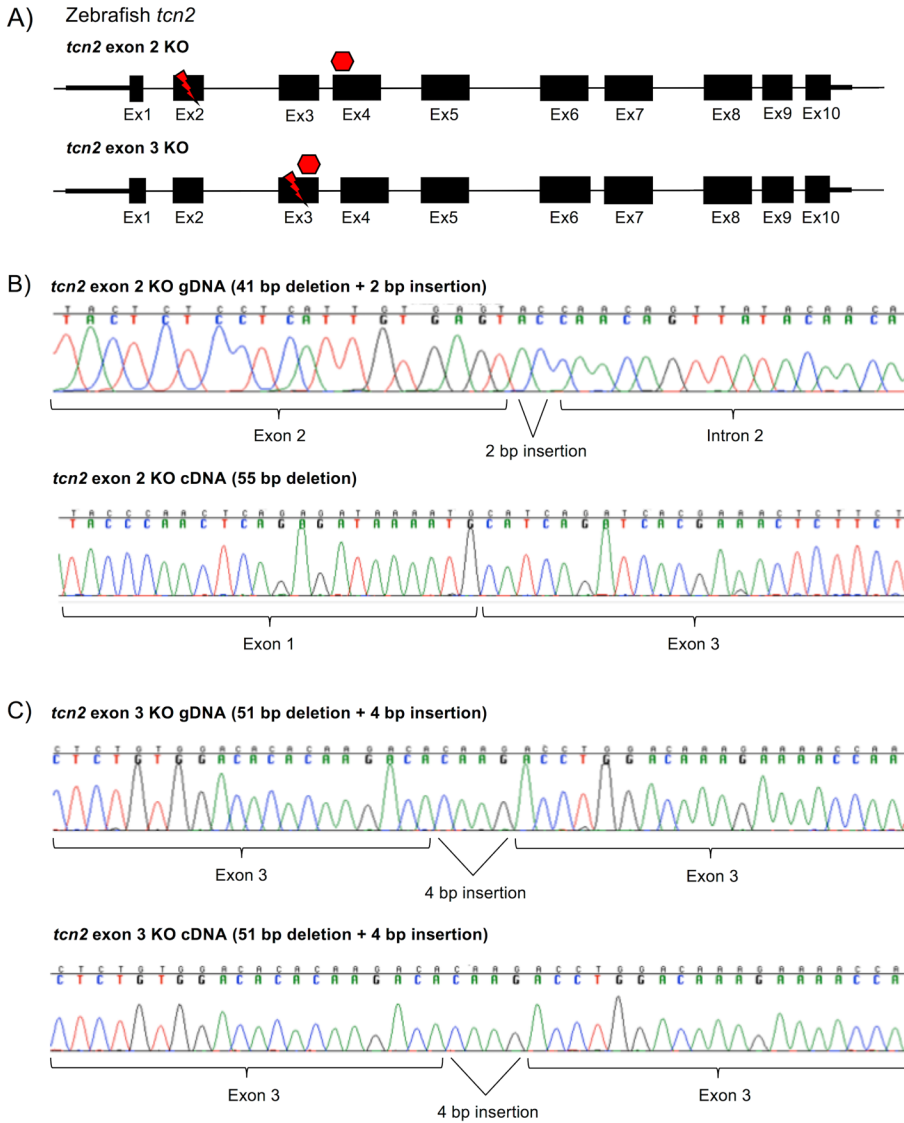 A)
Zebrafish tcn2
tcn2 exon 2 KO
Ex1 Ex2 Ex3 Ex4 Ex5 Ex6 Ex7 Ex8 Ex9 Ex10
tcn2 exon 3 KO
Ex1 Ex2 Ex3 Ex4 Ex5 Ex6 Ex7 Ex8 Ex9 Ex10
B)
tcn2 exon 2 KO gDNA (41 bp deletion + 2 bp insertion)
T A C T C T C C T C A T T G T G A G T A C C A A C A G T T A T A C A A C A
T A C T C T C C T C A T T G T G A G T A C C A A C A G T T A T A C A A C A
Exon 2 2 bp insertion Intron 2
tcn2 exon 2 KO cDNA (55 bp deletion)
T A C C C A A C T C A G A G A T A A A A T G C A T C A G A T C A C G A A A C T C T T C T
T A C C C A A C T C A G A G A T A A A A T G C A T C A G A T C A C G A A A C T C T T C T
Exon 1 Exon 3
C)
tcn2 exon 3 KO gDNA (51 bp deletion + 4 bp insertion)
C T C T G T G G A C A C A C A A G A C A C A A G A C C T G G A C A A A G A A A A C C A A
C T C T G T G G A C A C A C A A G A C A C A A G A C C T G G A C A A A G A A A A C C A A
Exon 3 4 bp insertion Exon 3
tcn2 exon 3 KO cDNA (51 bp deletion + 4 bp insertion)
C T C T G T G G A C A C A C A A G A C A C A A G A C C T G G A C A A A G A A A A C C A
C T C T G T G G A C A C A C A A G A C A C A A G A C C T G G A C A A A G A A A A C C A
Exon 3 4 bp insertion Exon 3